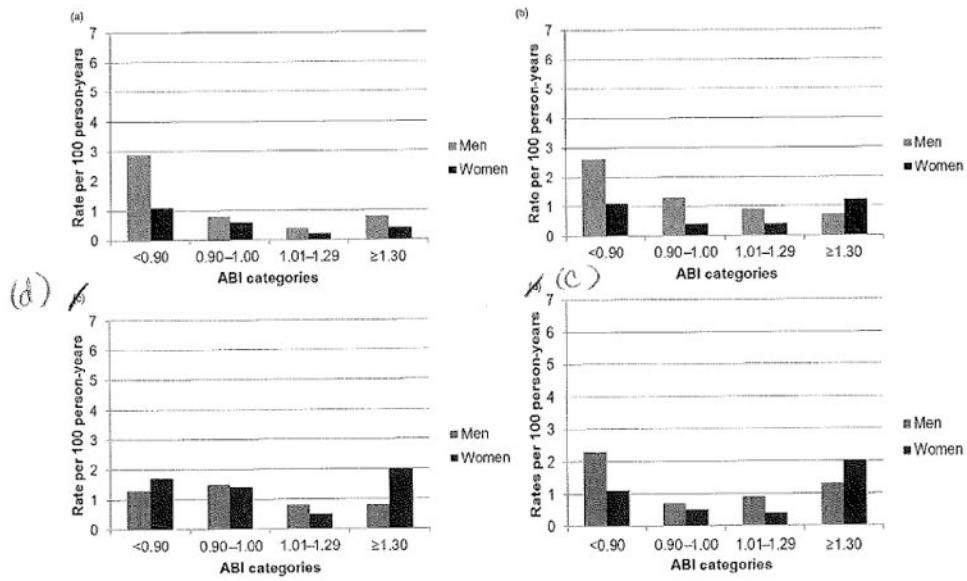 (a)
Rate per 100 person-years
7
6
5
4
3
2
1
0
<0.90 0.90–1.00 1.01–1.29 ≥1.30
ABI categories
Men
Women
(b)
Rate per 100 person-years
7
6
5
4
3
2
1
0
<0.90 0.90–1.00 1.01–1.29 ≥1.30
ABI categories
Men
Women
(d)
Rate per 100 person-years
7
6
5
4
3
2
1
0
<0.90 0.90–1.00 1.01–1.29 ≥1.30
ABI categories
Men
Women
(c)
Rates per 100 person-years
7
6
5
4
3
2
1
0
<0.90 0.90–1.00 1.01–1.29 ≥1.30
ABI categories
Men
Women